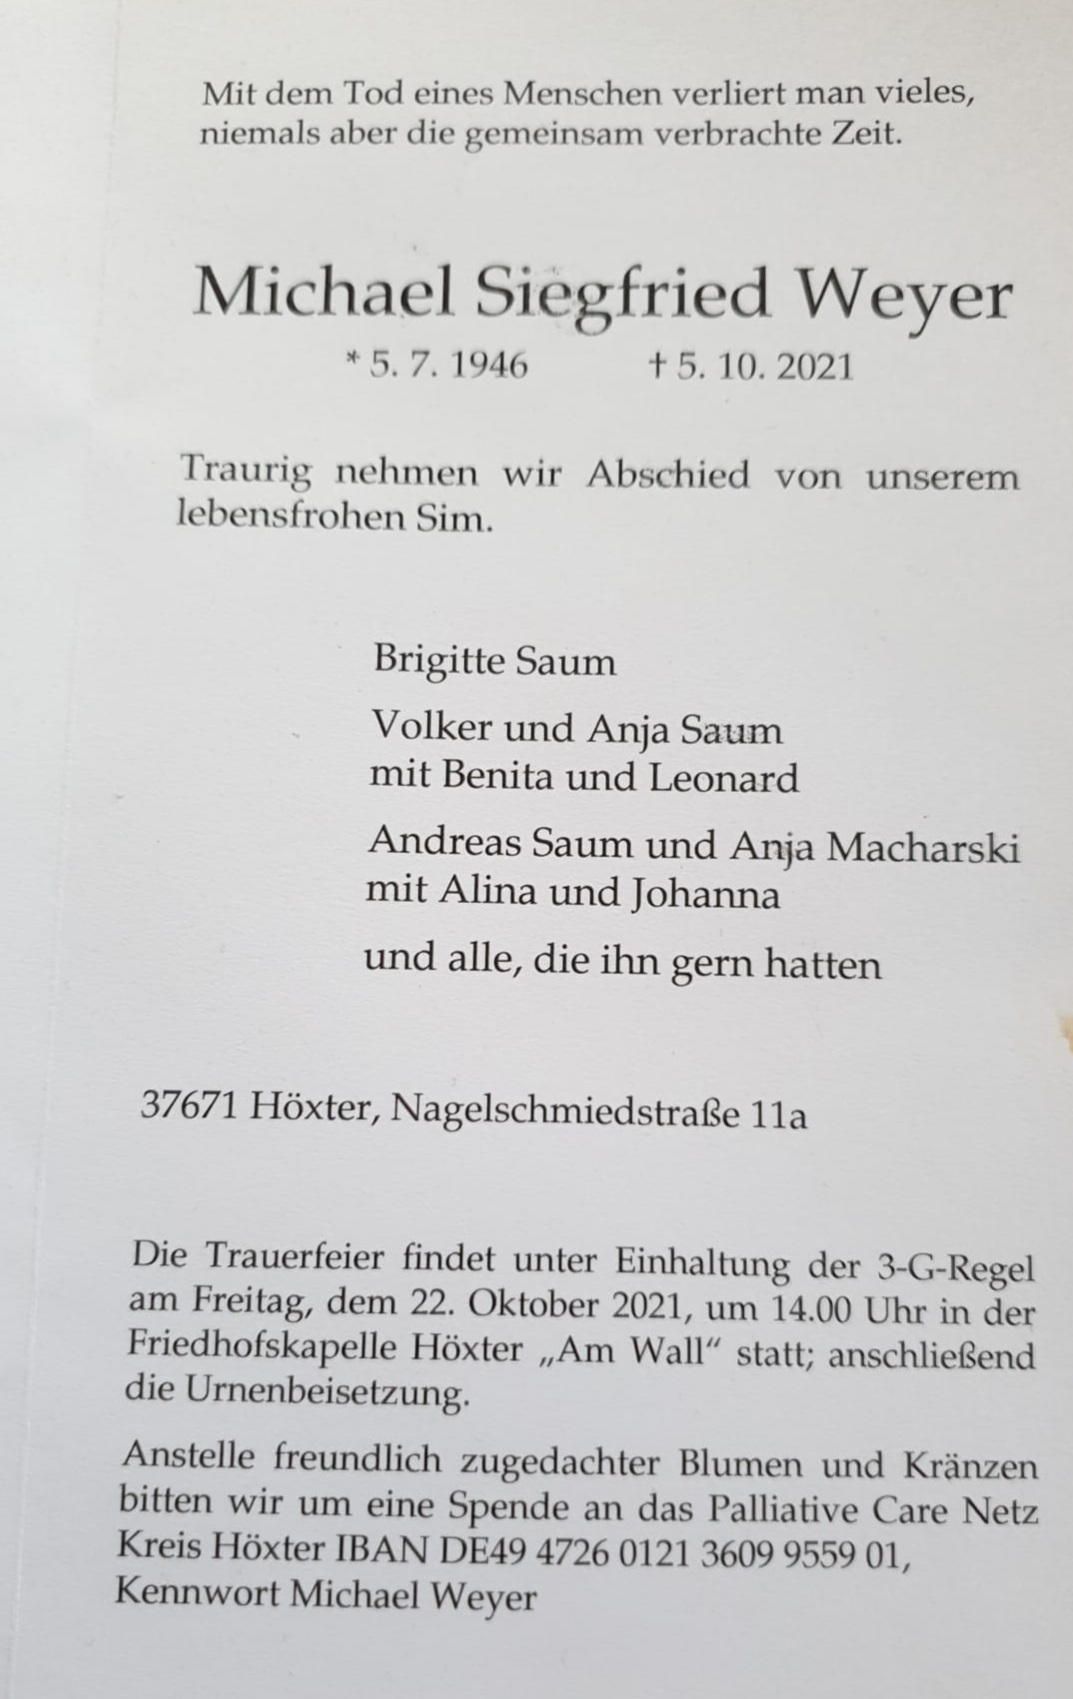 Mit dem Tod eines Menschen verliert man vieles,
niemals aber die gemeinsam verbrachte Zeit.
Michael Siegfried Weyer
* 5. 7. 1946 † 5. 10. 2021
Traurig nehmen wir Abschied von unserem
lebensfrohen Sim.
Brigitte Saum
Volker und Anja Saum
mit Benita und Leonard
Andreas Saum und Anja Macharski
mit Alina und Johanna
und alle, die ihn gern hatten
37671 Höxter, Nagelschmiedstraße 11a
Die Trauerfeier findet unter Einhaltung der 3-G-Regel
am Freitag, dem 22. Oktober 2021, um 14.00 Uhr in der
Friedhofskapelle Höxter „Am Wall“ statt; anschließend
die Urnenbeisetzung.
Anstelle freundlich zugedachter Blumen und Kränzen
bitten wir um eine Spende an das Palliative Care Netz
Kreis Höxter IBAN DE49 4726 0121 3609 9559 01,
Kennwort Michael Weyer